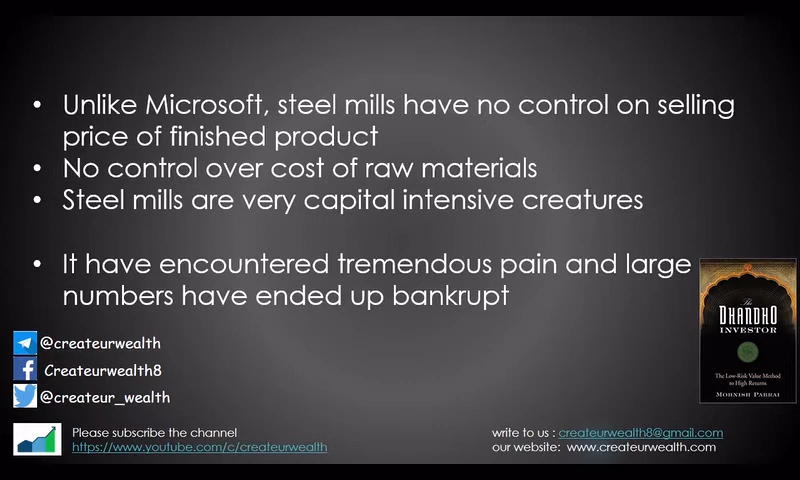 • Unlike Microsoft, steel mills have no control on selling
price of finished product
• No control over cost of raw materials
• Steel mills are very capital intensive creatures
• It have encountered tremendous pain and large
numbers have ended up bankrupt
The
DHANDHO
INVESTOR
The Low-Risk Value Method
to High Returns
MOHNISH PABRAI
@createurwealth
Createurwealth8
@createur_wealth
Please subscribe the channel
https://www.youtube.com/c/createurwealth
write to us : createurwealth8@gmail.com
our website: www.createurwealth.com